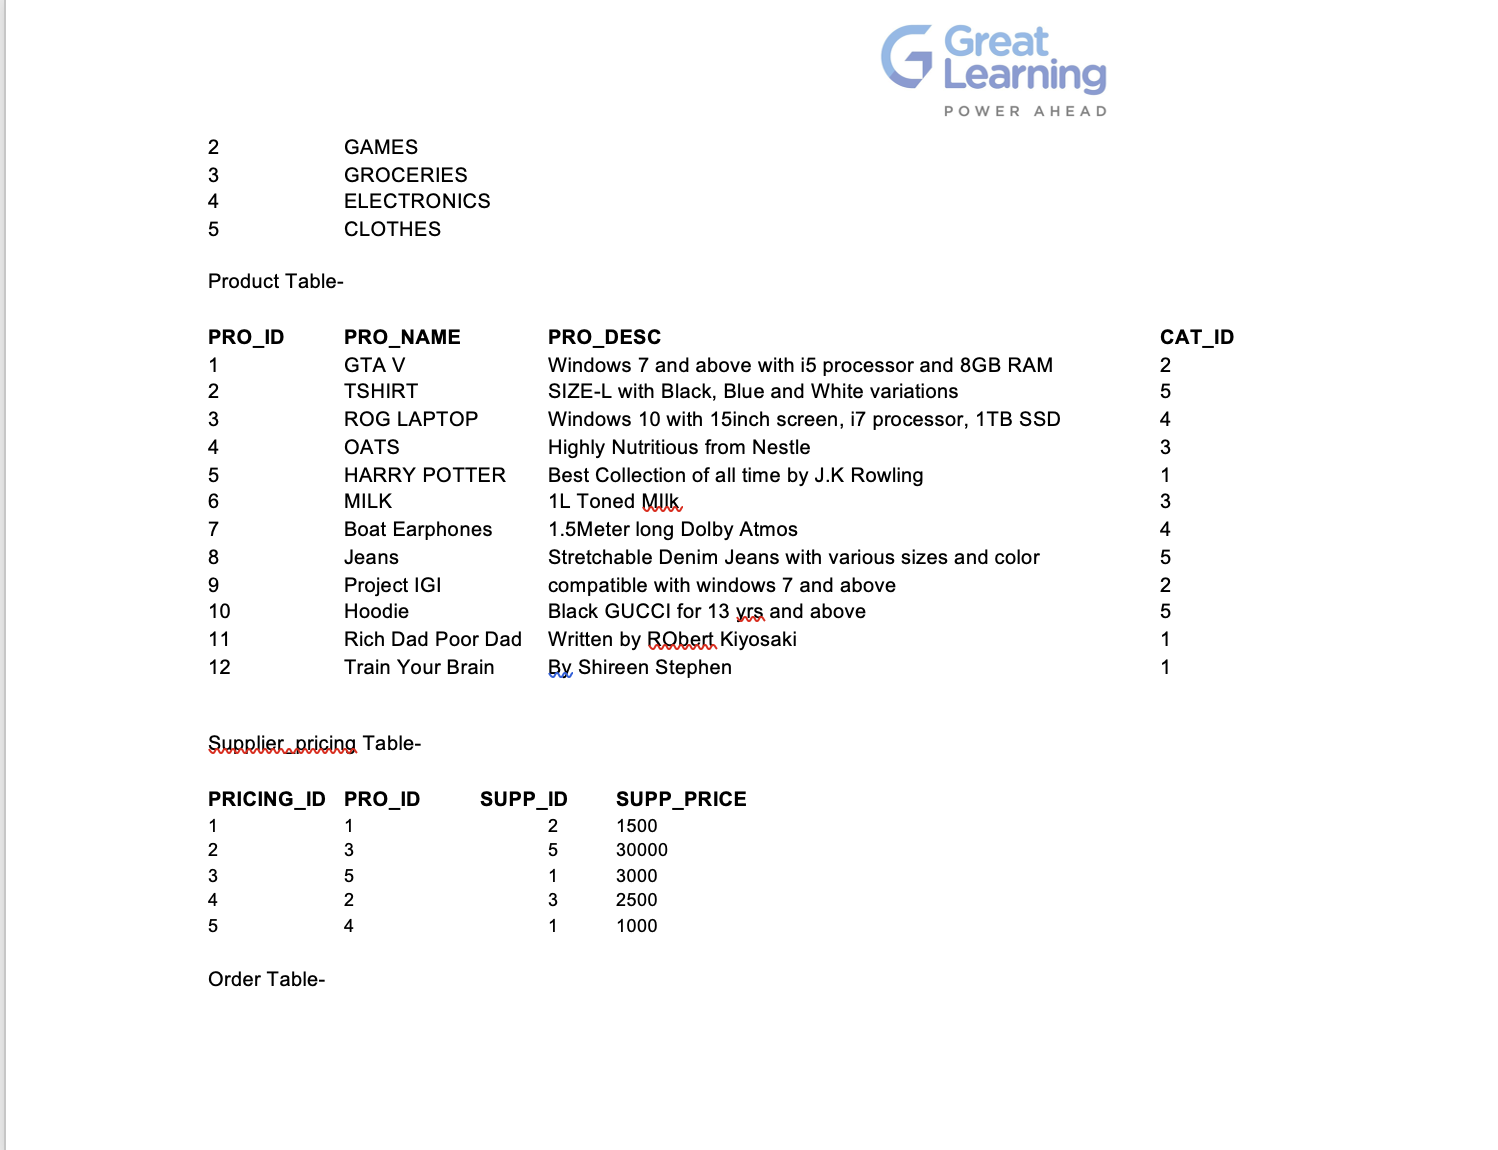 Great
Learning
POWER AHEAD
2 GAMES
3 GROCERIES
4 ELECTRONICS
5 CLOTHES
Product Table-
PRO_ID PRO_NAME PRO_DESC CAT_ID
1 GTA V Windows 7 and above with i5 processor and 8GB RAM 2
2 TSHIRT SIZE-L with Black, Blue and White variations 5
3 ROG LAPTOP Windows 10 with 15inch screen, i7 processor, 1TB SSD 4
4 OATS Highly Nutritious from Nestle 3
5 HARRY POTTER Best Collection of all time by J.K Rowling 1
6 MILK 1L Toned MIlk 3
7 Boat Earphones 1.5Meter long Dolby Atmos 4
8 Jeans Stretchable Denim Jeans with various sizes and color 5
9 Project IGI compatible with windows 7 and above 2
10 Hoodie Black GUCCI for 13 yrs and above 5
11 Rich Dad Poor Dad Written by RObert Kiyosaki 1
12 Train Your Brain By Shireen Stephen 1
Supplier_pricing Table-
PRICING_ID PRO_ID SUPP_ID SUPP_PRICE
1 1 2 1500
2 3 5 30000
3 5 1 3000
4 2 3 2500
5 4 1 1000
Order Table-